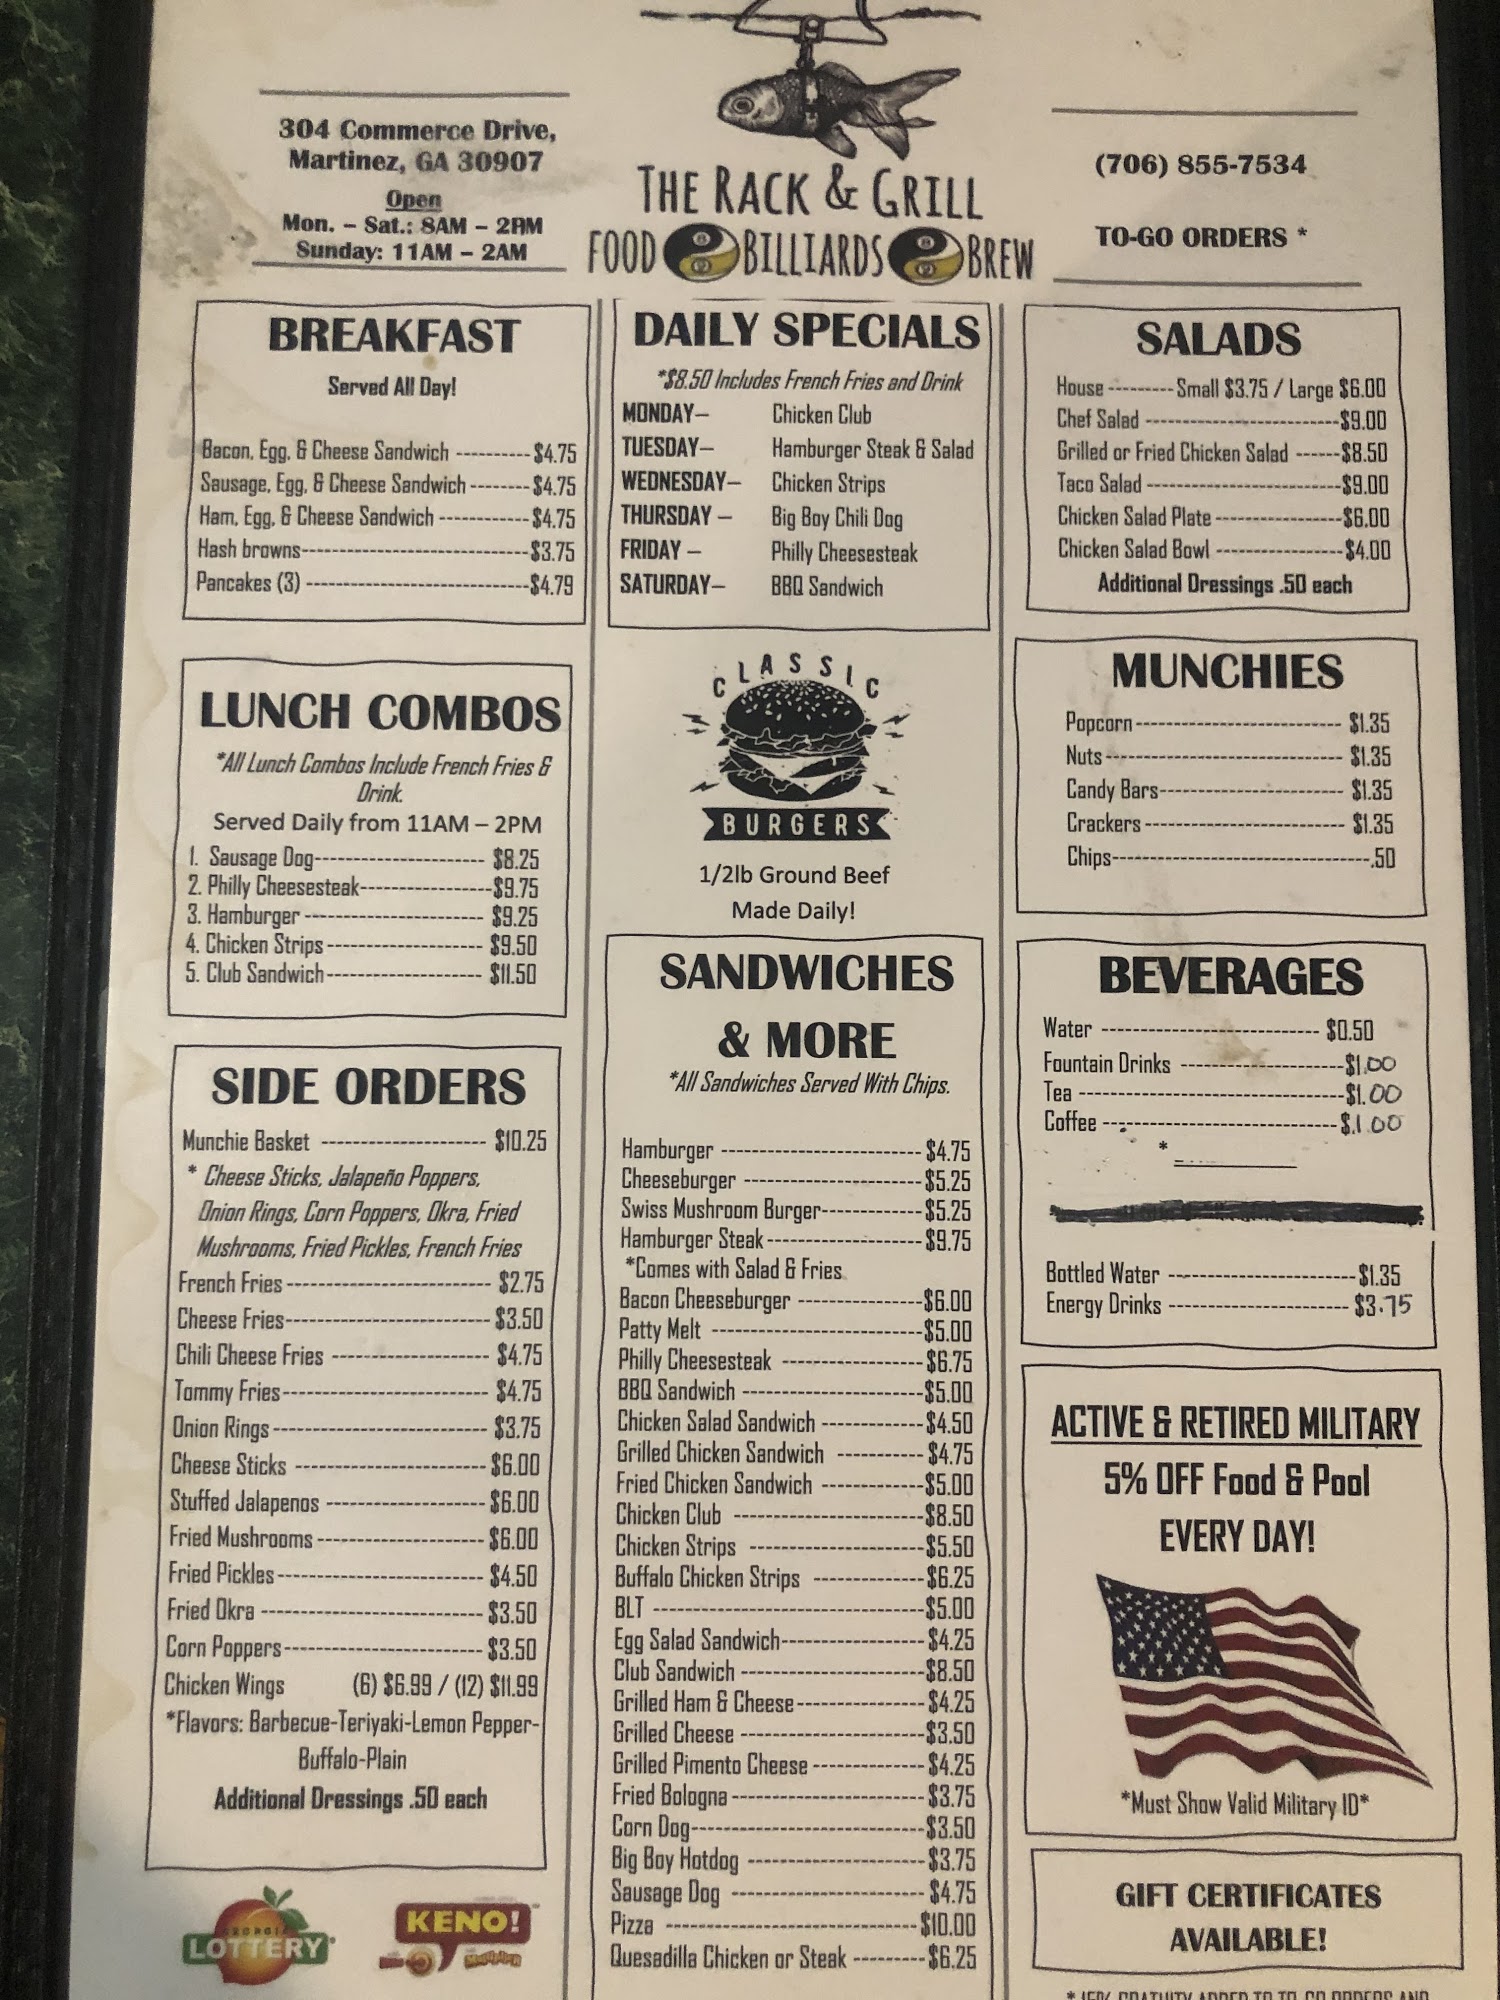 304 Commerce Drive,
Martinez, GA 30907
Open
Mon. – Sat.: 8AM – 2AM
Sunday: 11AM – 2AM
THE RACK & GRILL
FOOD BILLIARDS BREW
(706) 855-7534
TO-GO ORDERS *
BREAKFAST
Served All Day!
Bacon, Egg, & Cheese Sandwich ----------$4.75
Sausage, Egg, & Cheese Sandwich --------$4.75
Ham, Egg, & Cheese Sandwich ------------$4.75
Hash browns------------------------------$3.75
Pancakes (3) -----------------------------$4.79
LUNCH COMBOS
*All Lunch Combos Include French Fries &
Drink.
Served Daily from 11AM – 2PM
1. Sausage Dog----------------------- $8.25
2. Philly Cheesesteak-----------------$9.75
3. Hamburger ------------------------ $9.25
4. Chicken Strips--------------------- $9.50
5. Club Sandwich--------------------- $11.50
SIDE ORDERS
Munchie Basket ---------------------- $10.25
* Cheese Sticks, Jalapeño Poppers,
Onion Rings, Corn Poppers, Okra, Fried
Mushrooms, Fried Pickles, French Fries
French Fries --------------------------- $2.75
Cheese Fries--------------------------- $3.50
Chili Cheese Fries --------------------- $4.75
Tommy Fries--------------------------- $4.75
Onion Rings ---------------------------- $3.75
Cheese Sticks ------------------------- $6.00
Stuffed Jalapenos --------------------- $6.00
Fried Mushrooms ---------------------- $6.00
Fried Pickles--------------------------- $4.50
Fried Okra ----------------------------- $3.50
Corn Poppers-------------------------- $3.50
Chicken Wings (6) $6.99 / (12) $11.99
*Flavors: Barbecue-Teriyaki-Lemon Pepper-
Buffalo-Plain
Additional Dressings .50 each
GEORGIA
LOTTERY
KENO!
DAILY SPECIALS
*$8.50 Includes French Fries and Drink
MONDAY– Chicken Club
TUESDAY– Hamburger Steak & Salad
WEDNESDAY– Chicken Strips
THURSDAY – Big Boy Chili Dog
FRIDAY – Philly Cheesesteak
SATURDAY– BBQ Sandwich
CLASSIC
BURGERS
1/2lb Ground Beef
Made Daily!
SANDWICHES
& MORE
*All Sandwiches Served With Chips.
Hamburger --------------------------- $4.75
Cheeseburger ------------------------$5.25
Swiss Mushroom Burger-------------$5.25
Hamburger Steak--------------------$9.75
*Comes with Salad & Fries
Bacon Cheeseburger ----------------$6.00
Patty Melt ----------------------------$5.00
Philly Cheesesteak ------------------$6.75
BBQ Sandwich ------------------------$5.00
Chicken Salad Sandwich -------------$4.50
Grilled Chicken Sandwich -----------$4.75
Fried Chicken Sandwich -------------$5.00
Chicken Club -------------------------$8.50
Chicken Strips -----------------------$5.50
Buffalo Chicken Strips --------------$6.25
BLT -----------------------------------$5.00
Egg Salad Sandwich------------------ $4.25
Club Sandwich ------------------------$8.50
Grilled Ham & Cheese---------------- $4.25
Grilled Cheese ------------------------$3.50
Grilled Pimento Cheese --------------$4.25
Fried Bologna------------------------- $3.75
Corn Dog------------------------------$3.50
Big Boy Hotdog -----------------------$3.75
Sausage Dog ------------------------- $4.75
Pizza ---------------------------------$10.00
Quesadilla Chicken or Steak ---------$6.25
SALADS
House ---------Small $3.75 / Large $6.00
Chef Salad ---------------------------$9.00
Grilled or Fried Chicken Salad ------$8.50
Taco Salad ---------------------------$9.00
Chicken Salad Plate -----------------$6.00
Chicken Salad Bowl ------------------$4.00
Additional Dressings .50 each
MUNCHIES
Popcorn---------------------------- $1.35
Nuts -------------------------------- $1.35
Candy Bars------------------------- $1.35
Crackers --------------------------- $1.35
Chips-----------------------------------.50
BEVERAGES
Water ------------------------------ $0.50
Fountain Drinks ----------------------$1.00
Tea ------------------------------------$1.00
Coffee --------------------------------$1.00
*
Bottled Water -------------------------$1.35
Energy Drinks ------------------------- $3.75
ACTIVE & RETIRED MILITARY
5% OFF Food & Pool
EVERY DAY!
*Must Show Valid Military ID*
GIFT CERTIFICATES
AVAILABLE!
* 15% GRATUITY ADDED TO TO-GO ORDERS AND